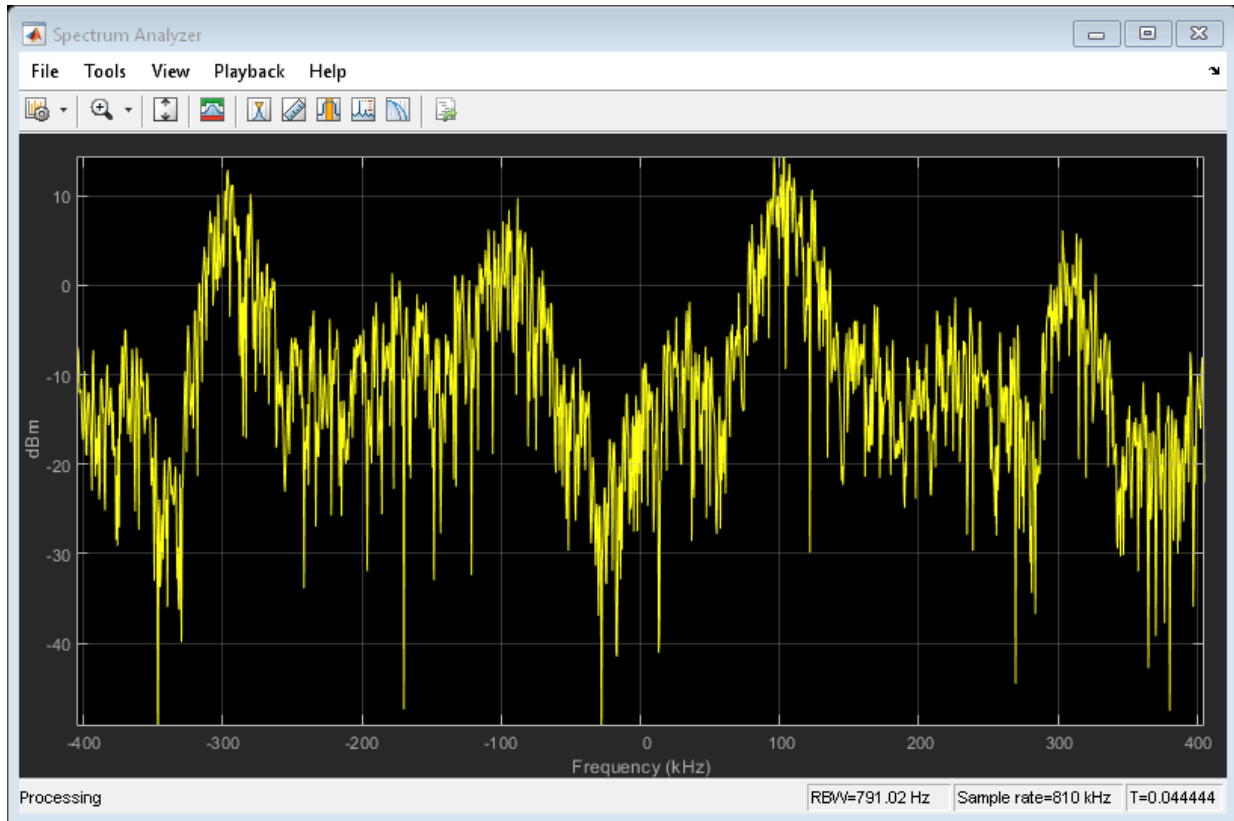 Spectrum Analyzer
File Tools View Playback Help
10
0
-10
-20
-30
-40
dBm
-400 -300 -200 -100 0 100 200 300 400
Frequency (kHz)
Processing RBW=791.02 Hz Sample rate=810 kHz T=0.044444